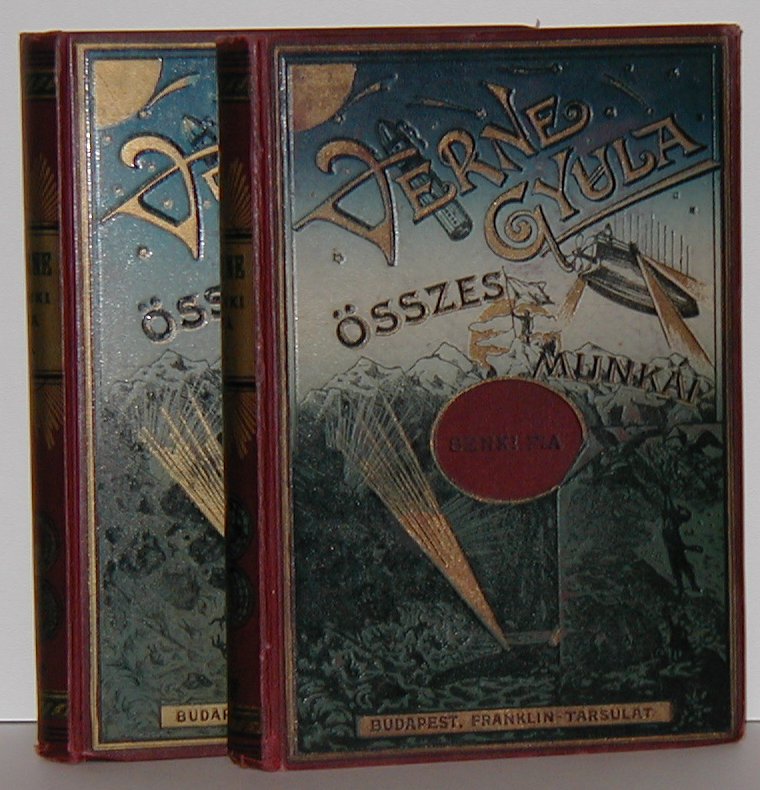 VERNE
GYULA
ÖSSZES
MUNKÁI
SENKI FIA
BUDAPEST, FRANKLIN-TÁRSULAT